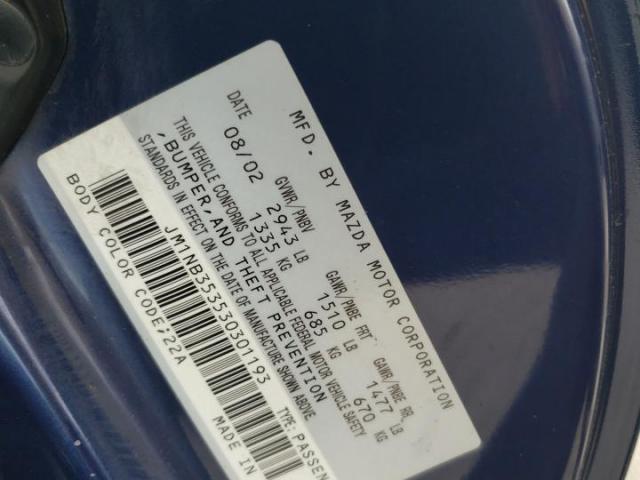 MFD. BY MAZDA MOTOR CORPORATION
DATE GVWR/PNBV GAWR/PNBE FRT GAWR/PNBE RR
08/02 2943 LB 1510 LB 1477 LB
1335 KG 685 KG 670 KG
THIS VEHICLE CONFORMS TO ALL APPLICABLE FEDERAL MOTOR VEHICLE SAFETY
, BUMPER, AND THEFT PREVENTION
STANDARDS IN EFFECT ON THE DATE OF MANUFACTURE SHOWN ABOVE
JM1NB353530301193 TYPE: PASSEN
BODY COLOR CODE/22A MADE IN